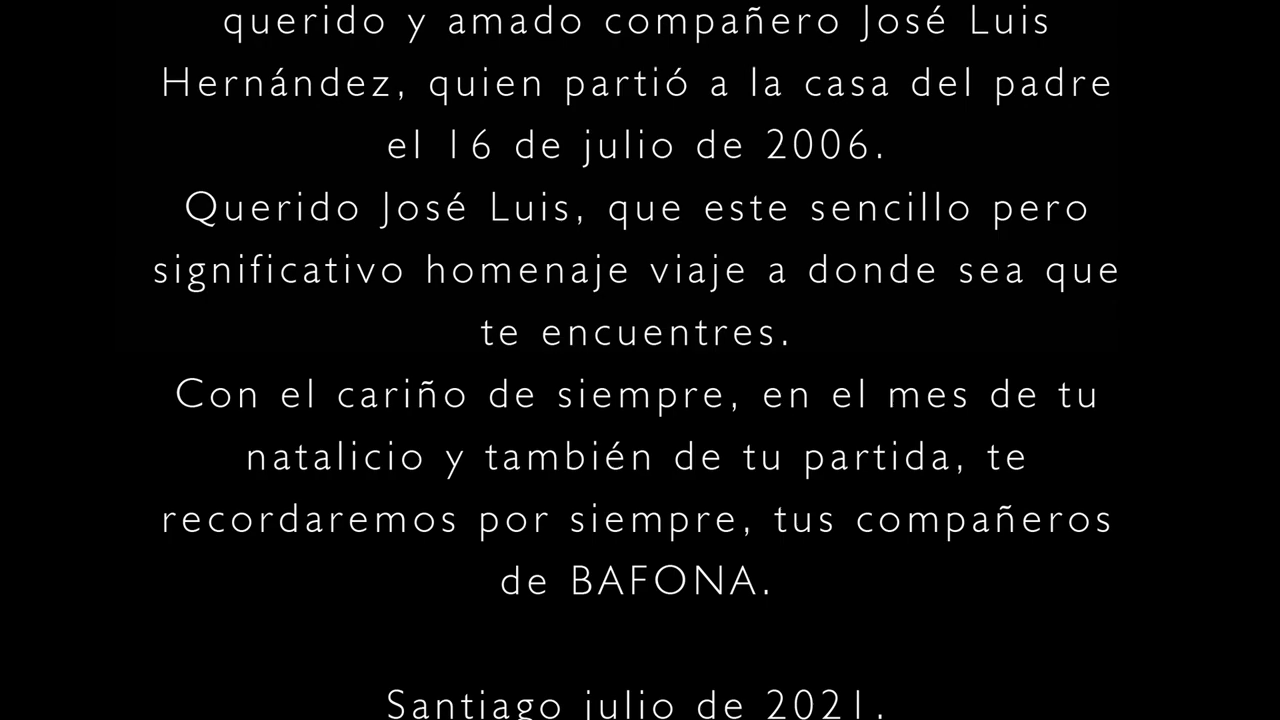 querido y amado compañero José Luis
Hernández, quien partió a la casa del padre
el 16 de julio de 2006.
Querido José Luis, que este sencillo pero
significativo homenaje viaje a donde sea que
te encuentres.
Con el cariño de siempre, en el mes de tu
natalicio y también de tu partida, te
recordaremos por siempre, tus compañeros
de BAFONA.
Santiago julio de 2021.